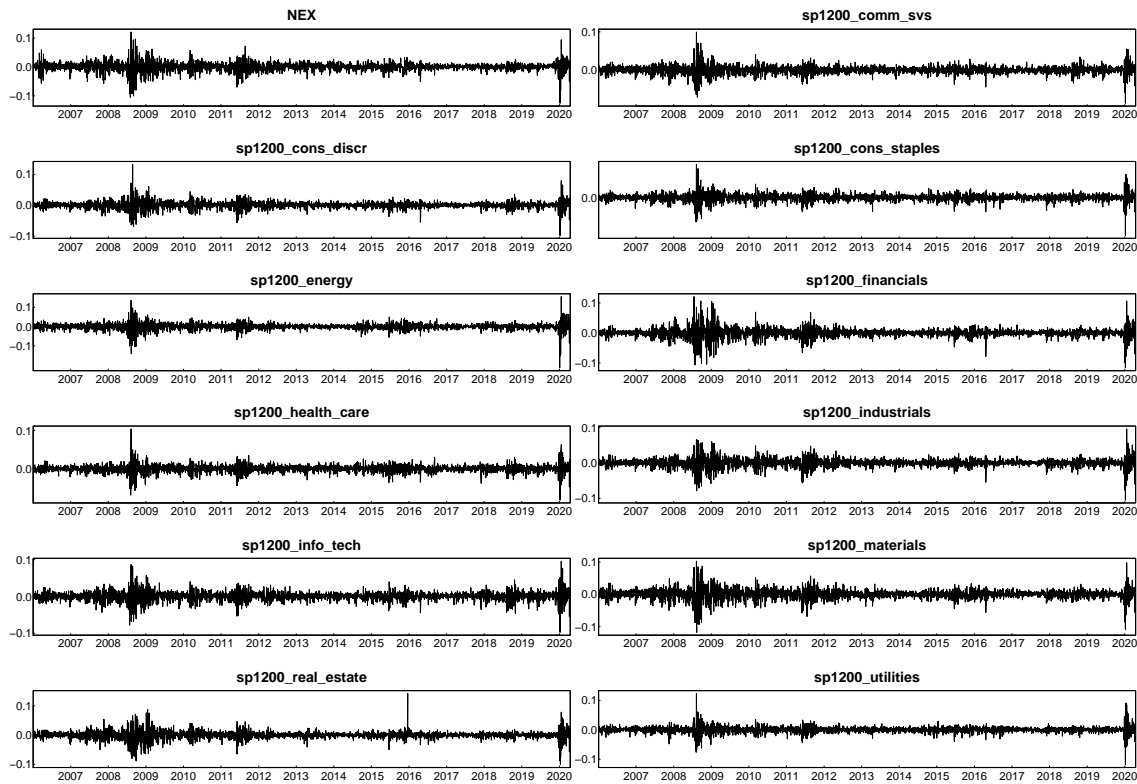 NEX
0.1
0.0
−0.1
2007 2008 2009 2010 2011 2012 2013 2014 2015 2016 2017 2018 2019 2020
sp1200_comm_svs
0.1
0.0
2007 2008 2009 2010 2011 2012 2013 2014 2015 2016 2017 2018 2019 2020
sp1200_cons_discr
0.1
0.0
−0.1
2007 2008 2009 2010 2011 2012 2013 2014 2015 2016 2017 2018 2019 2020
sp1200_cons_staples
0.0
2007 2008 2009 2010 2011 2012 2013 2014 2015 2016 2017 2018 2019 2020
sp1200_energy
0.1
0.0
−0.1
2007 2008 2009 2010 2011 2012 2013 2014 2015 2016 2017 2018 2019 2020
sp1200_financials
0.1
0.0
−0.1
2007 2008 2009 2010 2011 2012 2013 2014 2015 2016 2017 2018 2019 2020
sp1200_health_care
0.1
0.0
2007 2008 2009 2010 2011 2012 2013 2014 2015 2016 2017 2018 2019 2020
sp1200_industrials
0.1
0.0
−0.1
2007 2008 2009 2010 2011 2012 2013 2014 2015 2016 2017 2018 2019 2020
sp1200_info_tech
0.1
0.0
−0.1
2007 2008 2009 2010 2011 2012 2013 2014 2015 2016 2017 2018 2019 2020
sp1200_materials
0.1
0.0
−0.1
2007 2008 2009 2010 2011 2012 2013 2014 2015 2016 2017 2018 2019 2020
sp1200_real_estate
0.1
0.0
−0.1
2007 2008 2009 2010 2011 2012 2013 2014 2015 2016 2017 2018 2019 2020
sp1200_utilities
0.1
0.0
−0.1
2007 2008 2009 2010 2011 2012 2013 2014 2015 2016 2017 2018 2019 2020